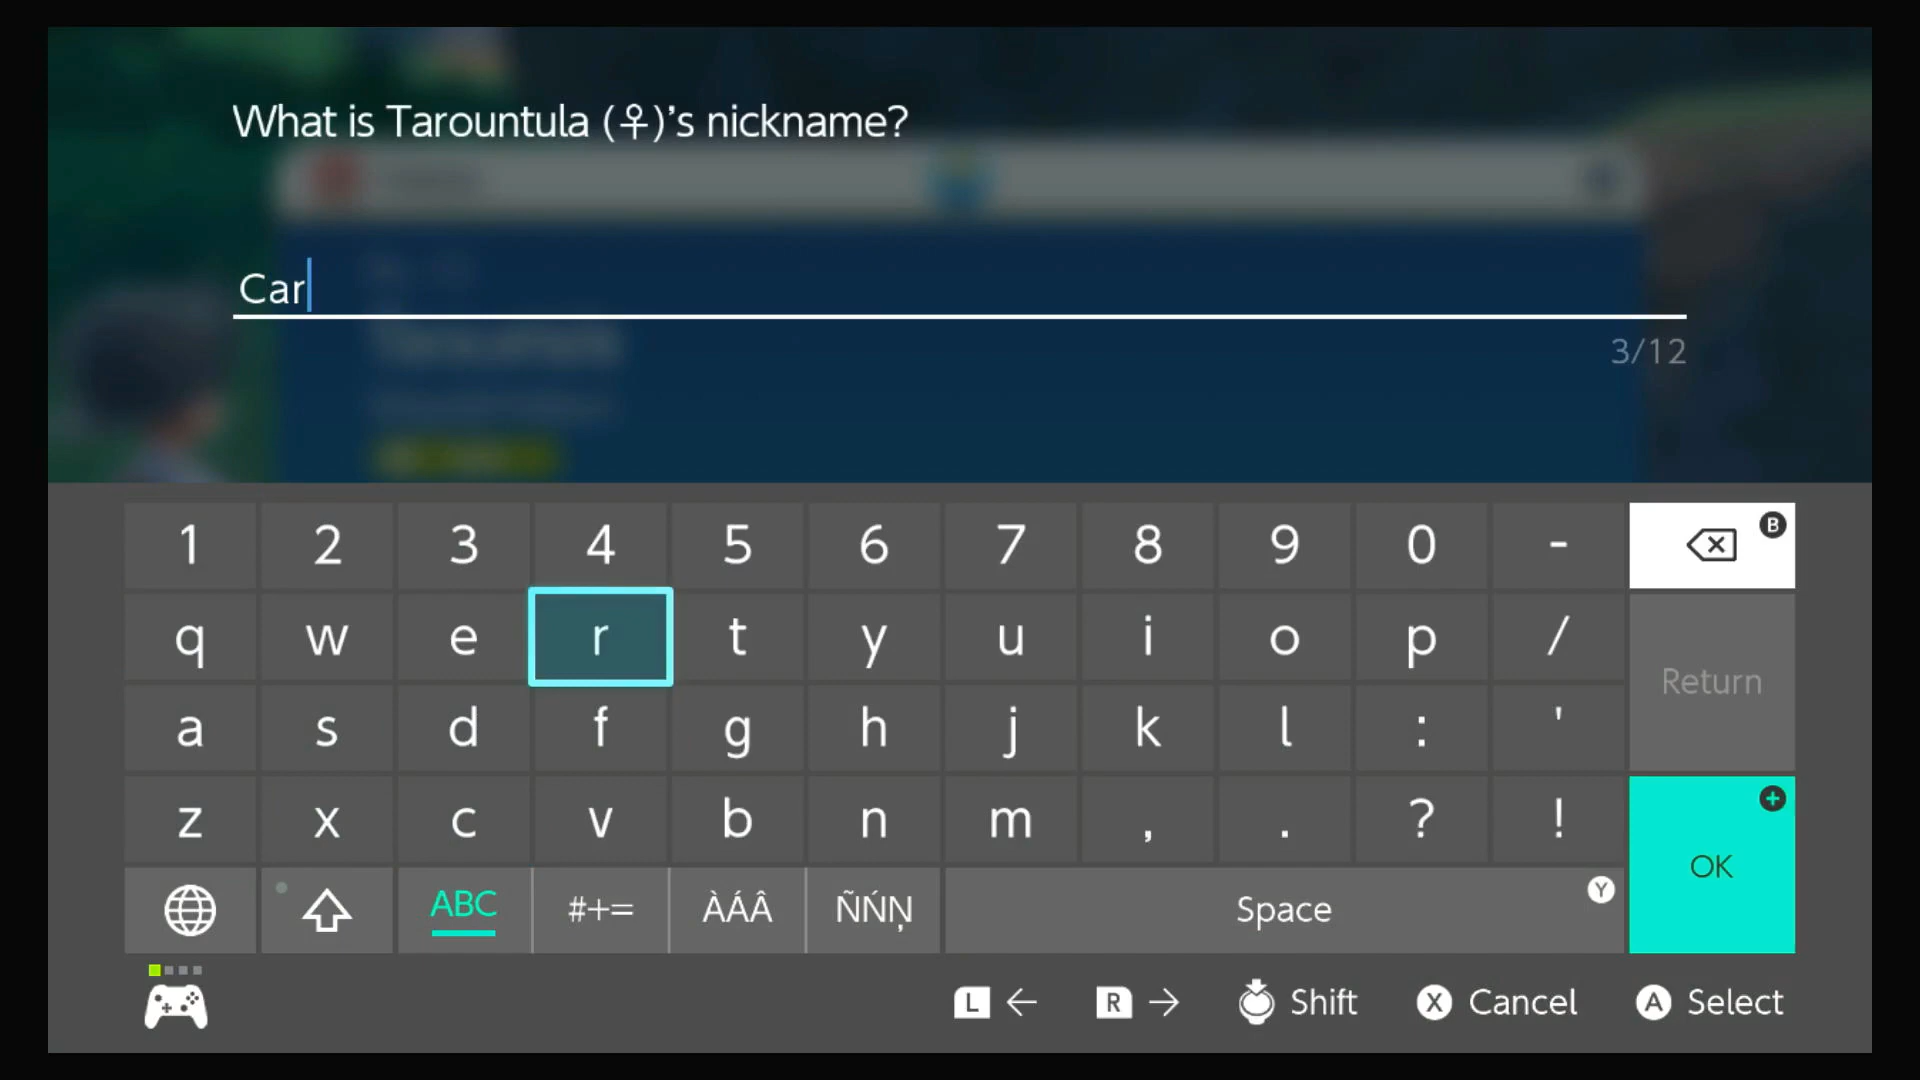 What is Tarountula (♀)'s nickname?
Car
3/12
1 2 3 4 5 6 7 8 9 0 - B
q w e r t y u i o p /
Return
a s d f g h j k l : '
z x c v b n m , . ? ! +
OK
ABC #+= ÀÁÂ ÑŃŅ Space Y
L ← R → Shift X Cancel A Select